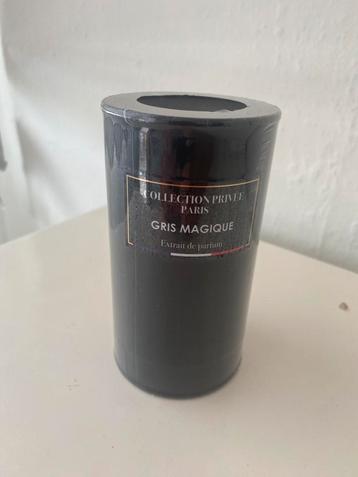 COLLECTION PRIVÉE
PARIS
GRIS MAGIQUE
Extrait de parfum